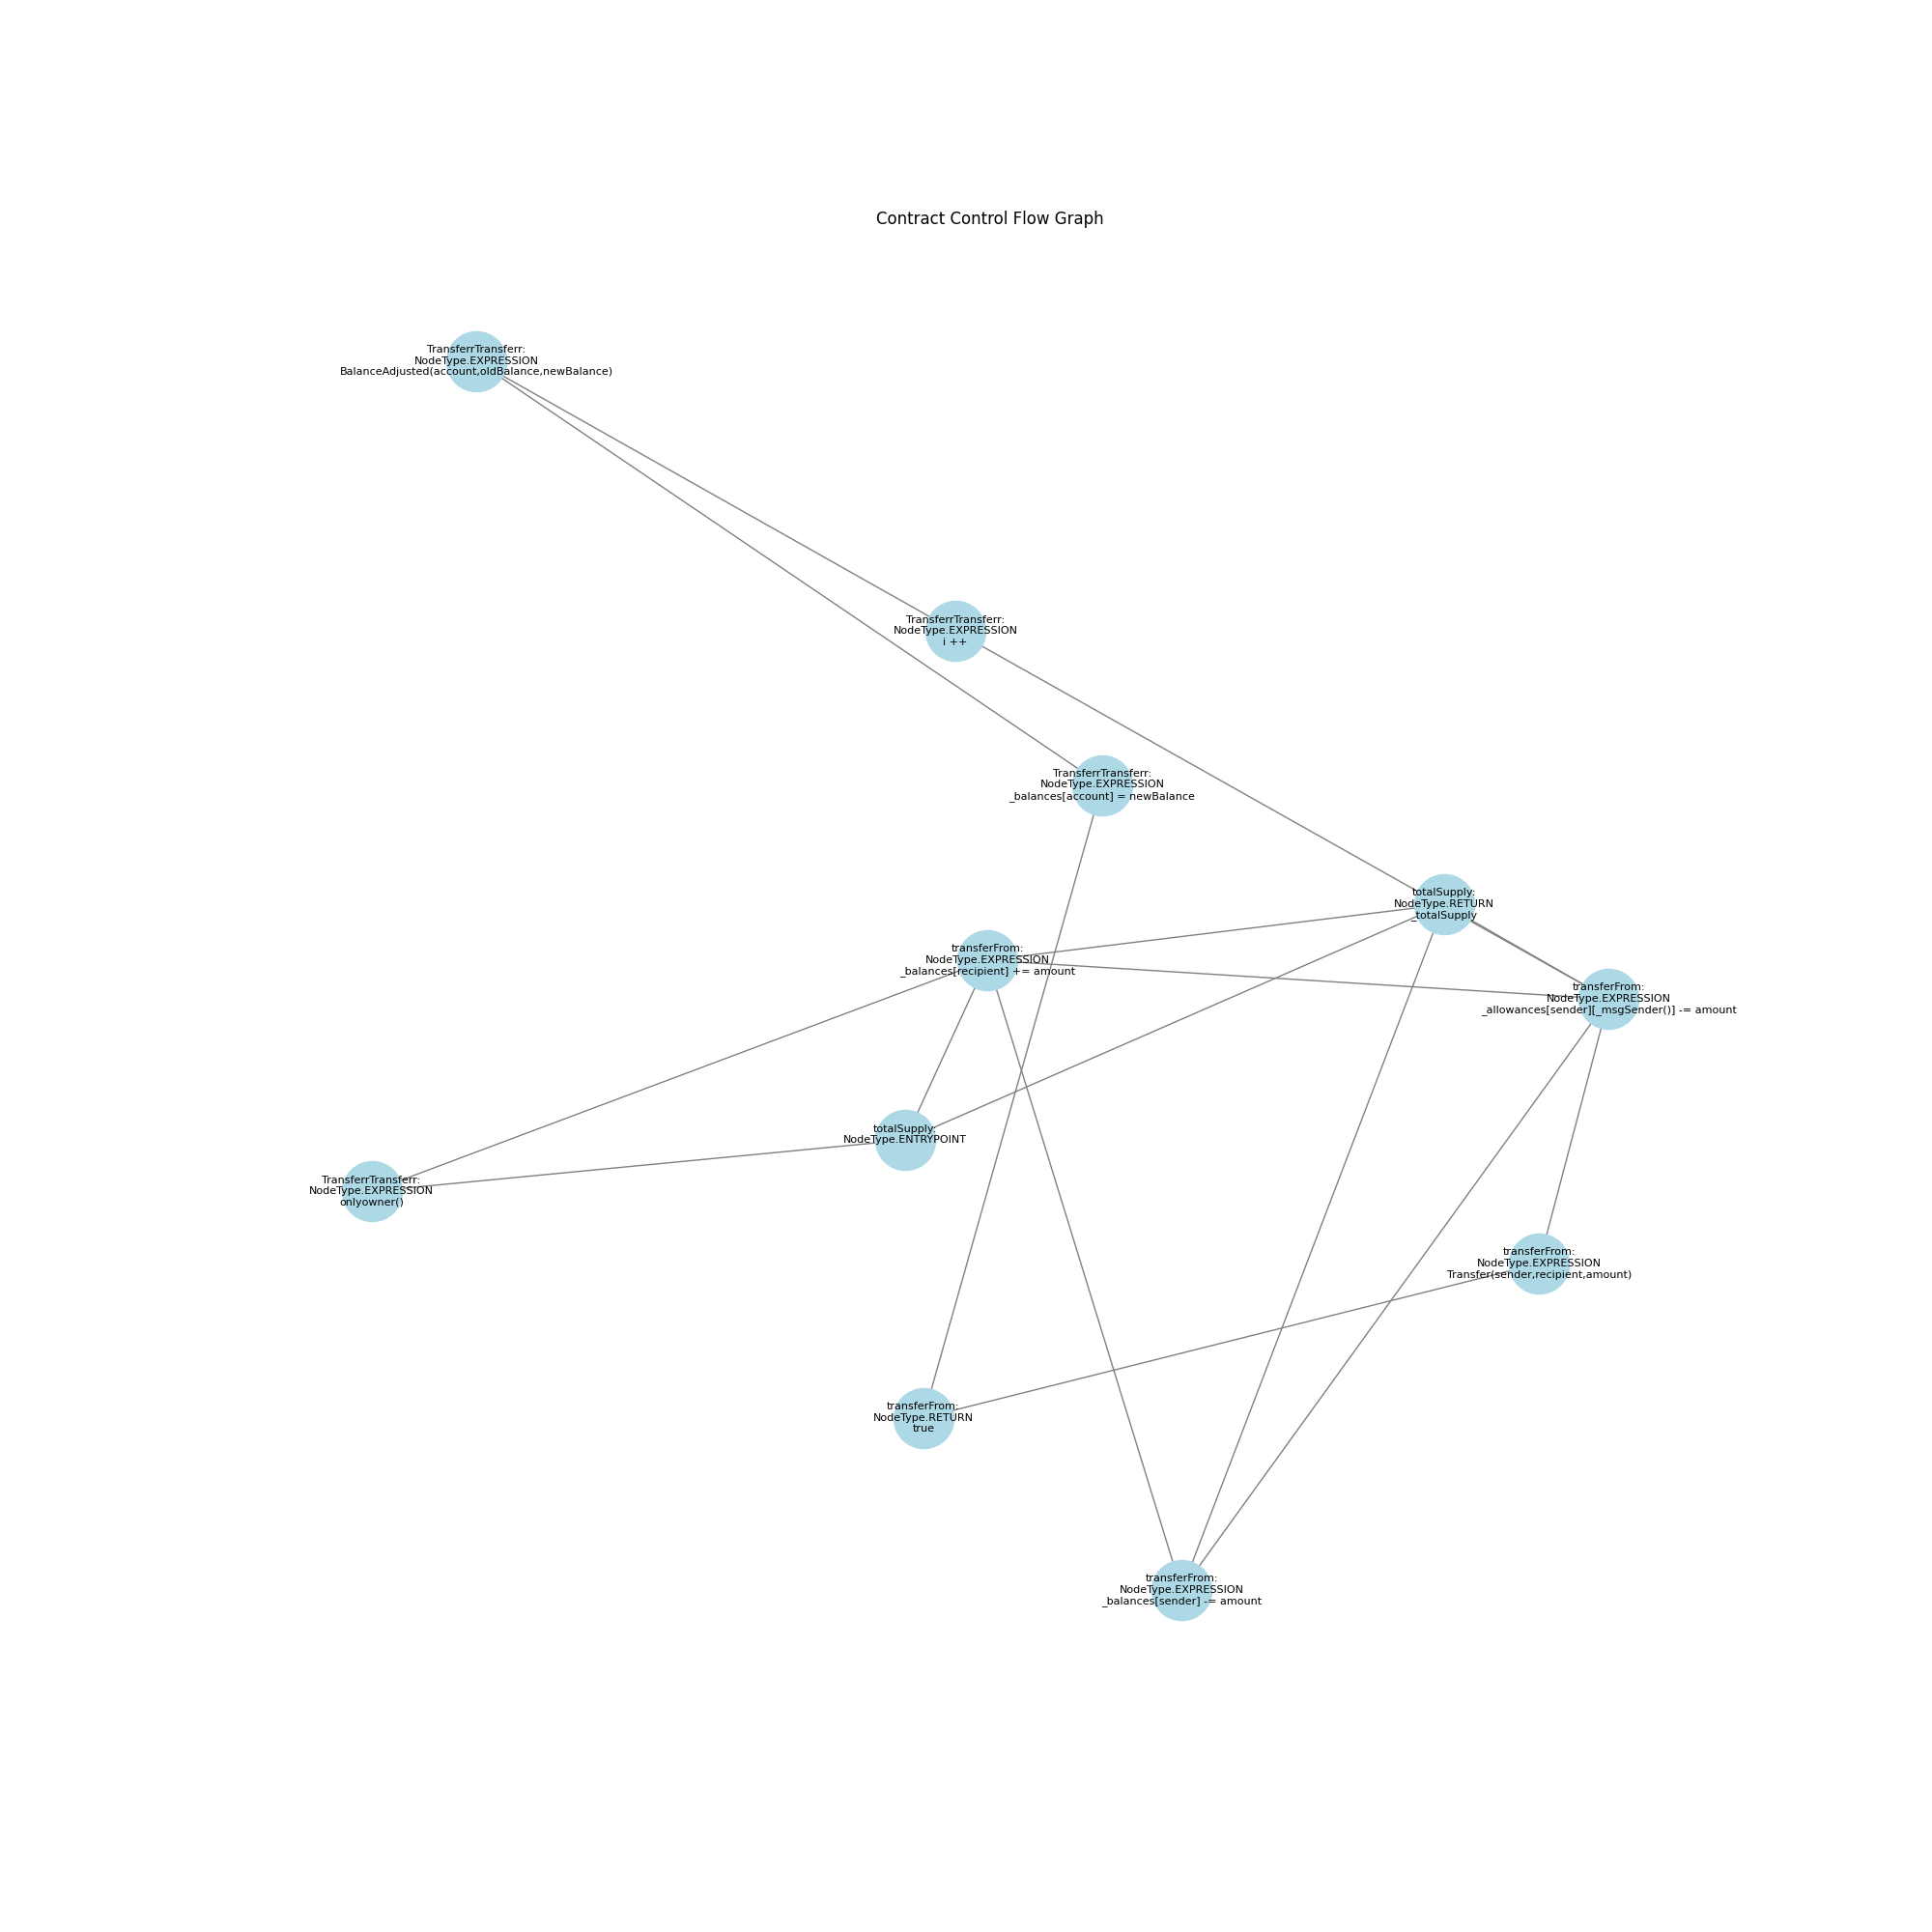 Contract Control Flow Graph
TransferrTransferr:
NodeType.EXPRESSION
BalanceAdjusted(account,oldBalance,newBalance)
TransferrTransferr:
NodeType.EXPRESSION
i ++
TransferrTransferr:
NodeType.EXPRESSION
_balances[account] = newBalance
totalSupply:
NodeType.RETURN
_totalSupply
transferFrom:
NodeType.EXPRESSION
_balances[recipient] += amount
transferFrom:
NodeType.EXPRESSION
_allowances[sender][_msgSender()] -= amount
totalSupply:
NodeType.ENTRYPOINT
TransferrTransferr:
NodeType.EXPRESSION
onlyowner()
transferFrom:
NodeType.EXPRESSION
Transfer(sender,recipient,amount)
transferFrom:
NodeType.RETURN
true
transferFrom:
NodeType.EXPRESSION
_balances[sender] -= amount